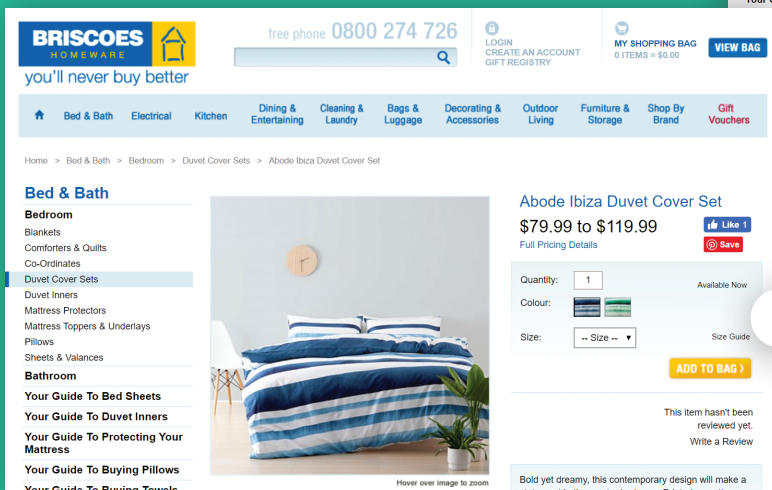 BRISCOES
HOMEWARE
you'll never buy better
free phone 0800 274 726
LOGIN
CREATE AN ACCOUNT
GIFT REGISTRY
MY SHOPPING BAG
0 ITEMS = $0.00
VIEW BAG
Bed & Bath
Electrical
Kitchen
Dining &
Entertaining
Cleaning &
Laundry
Bags &
Luggage
Decorating &
Accessories
Outdoor
Living
Furniture &
Storage
Shop By
Brand
Gift
Vouchers
Home > Bed & Bath > Bedroom > Duvet Cover Sets > Abode Ibiza Duvet Cover Set
Bed & Bath
Bedroom
Blankets
Comforters & Quilts
Co-Ordinates
Duvet Cover Sets
Duvet Inners
Mattress Protectors
Mattress Toppers & Underlays
Pillows
Sheets & Valances
Bathroom
Your Guide To Bed Sheets
Your Guide To Duvet Inners
Your Guide To Protecting Your
Mattress
Your Guide To Buying Pillows
Your Guide To Buying Towels
Hover over image to zoom
Abode Ibiza Duvet Cover Set
$79.99 to $119.99
Full Pricing Details
Like 1
Save
Quantity: 1
Available Now
Colour:
Size: -- Size --
Size Guide
ADD TO BAG
This item hasn't been
reviewed yet.
Write a Review
Bold yet dreamy, this contemporary design will make a